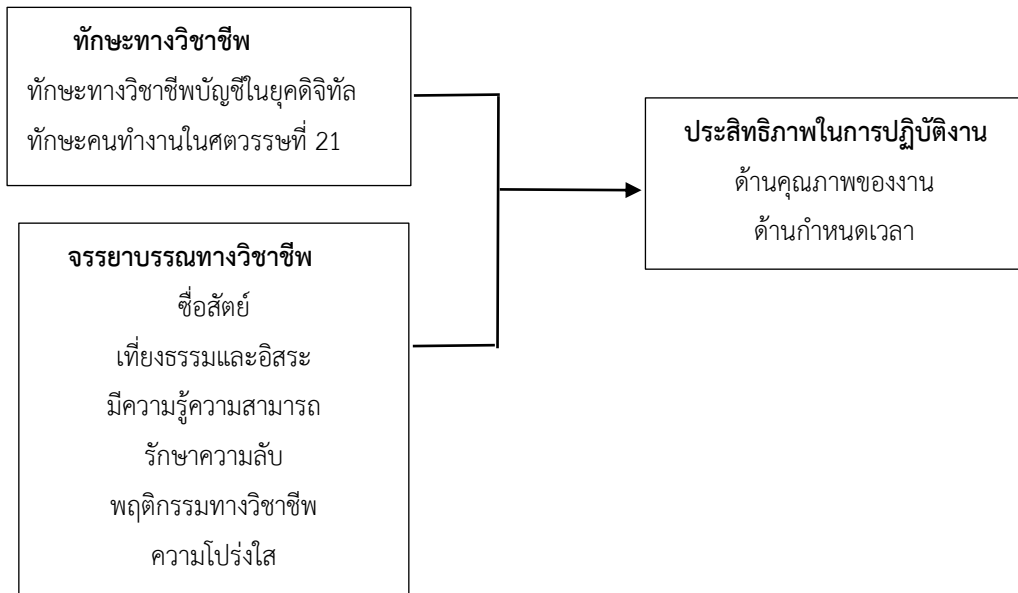 ทักษะทางวิชาชีพ
ทักษะทางวิชาชีพบัญชีในยุคดิจิทัล
ทักษะคนทำงานในศตวรรษที่ 21
จรรยาบรรณทางวิชาชีพ
ซื่อสัตย์
เที่ยงธรรมและอิสระ
มีความรู้ความสามารถ
รักษาความลับ
พฤติกรรมทางวิชาชีพ
ความโปร่งใส
ประสิทธิภาพในการปฏิบัติงาน
ด้านคุณภาพของงาน
ด้านกำหนดเวลา